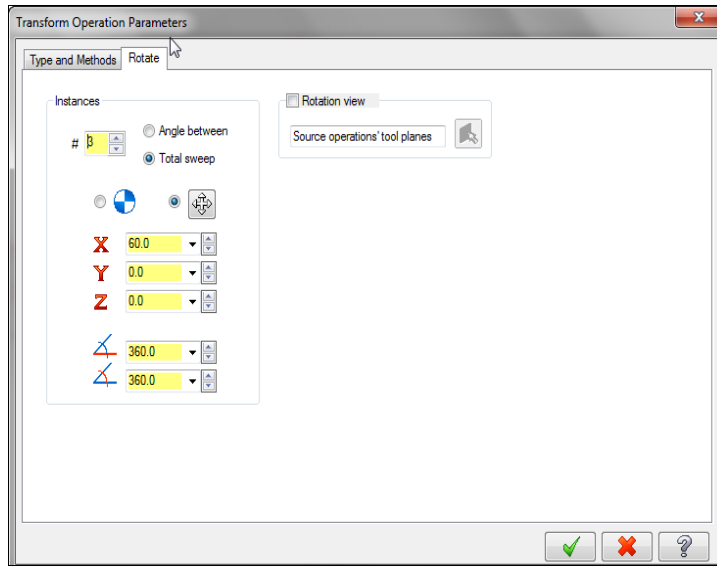 Transform Operation Parameters
Type and Methods Rotate
Instances
Rotation view
# 3
Angle between
Total sweep
Source operations' tool planes
X 60.0
Y 0.0
Z 0.0
360.0
360.0